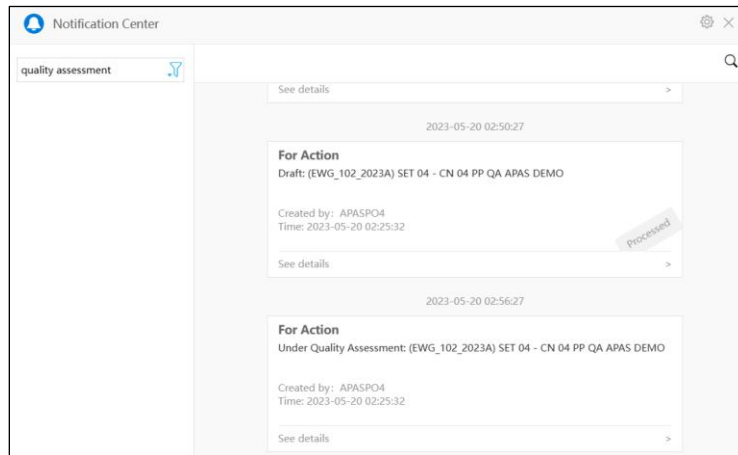 Notification Center
quality assessment
See details >
2023-05-20 02:50:27
For Action
Draft: (EWG_102_2023A) SET 04 - CN 04 PP QA APAS DEMO
Created by: APASPO4
Time: 2023-05-20 02:25:32
Processed
See details >
2023-05-20 02:56:27
For Action
Under Quality Assessment: (EWG_102_2023A) SET 04 - CN 04 PP QA APAS DEMO
Created by: APASPO4
Time: 2023-05-20 02:25:32
See details >